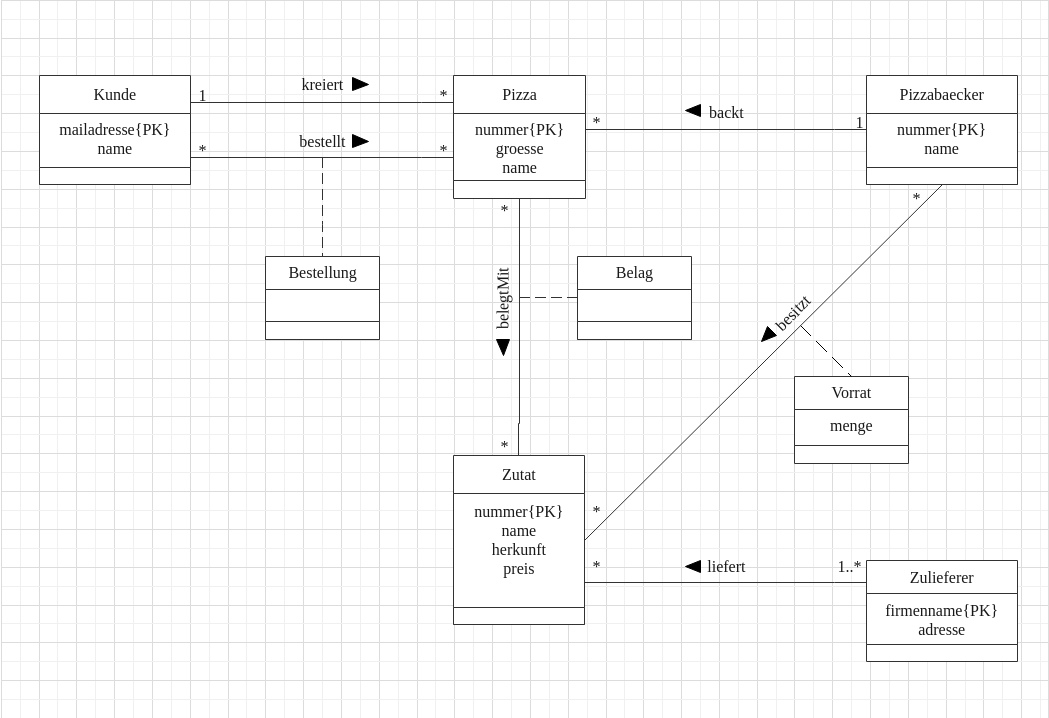 Kunde
mailadresse{PK}
name
1
kreiert
*
*
bestellt
*
Pizza
nummer{PK}
groesse
name
*
backt
1
Pizzabaecker
nummer{PK}
name
Bestellung
*
belegtMit
*
Belag
*
besitzt
*
Vorrat
menge
Zutat
nummer{PK}
name
herkunft
preis
*
liefert
1..*
Zulieferer
firmenname{PK}
adresse